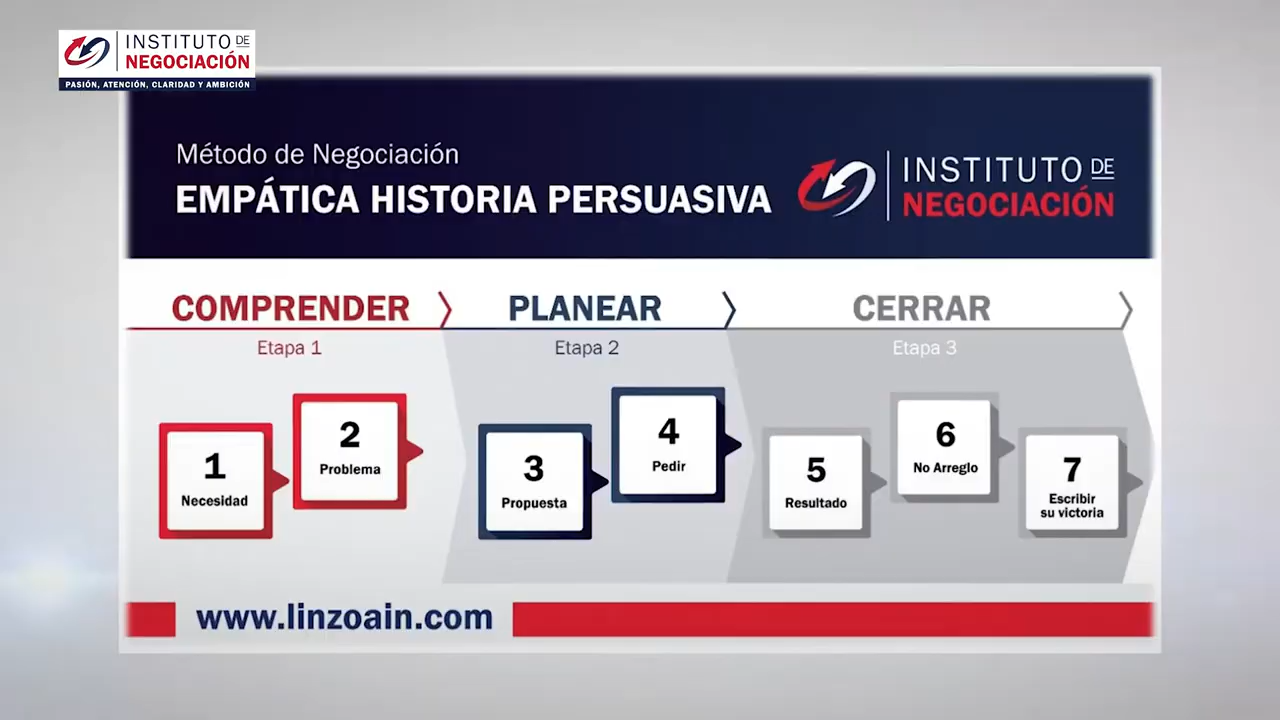 INSTITUTO DE
NEGOCIACIÓN
PASIÓN, ATENCIÓN, CLARIDAD Y AMBICIÓN
Método de Negociación
EMPÁTICA HISTORIA PERSUASIVA
INSTITUTO DE
NEGOCIACIÓN
COMPRENDER
Etapa 1
PLANEAR
Etapa 2
CERRAR
Etapa 3
1
Necesidad
2
Problema
3
Propuesta
4
Pedir
5
Resultado
6
No Arreglo
7
Escribir
su victoria
www.linzoain.com